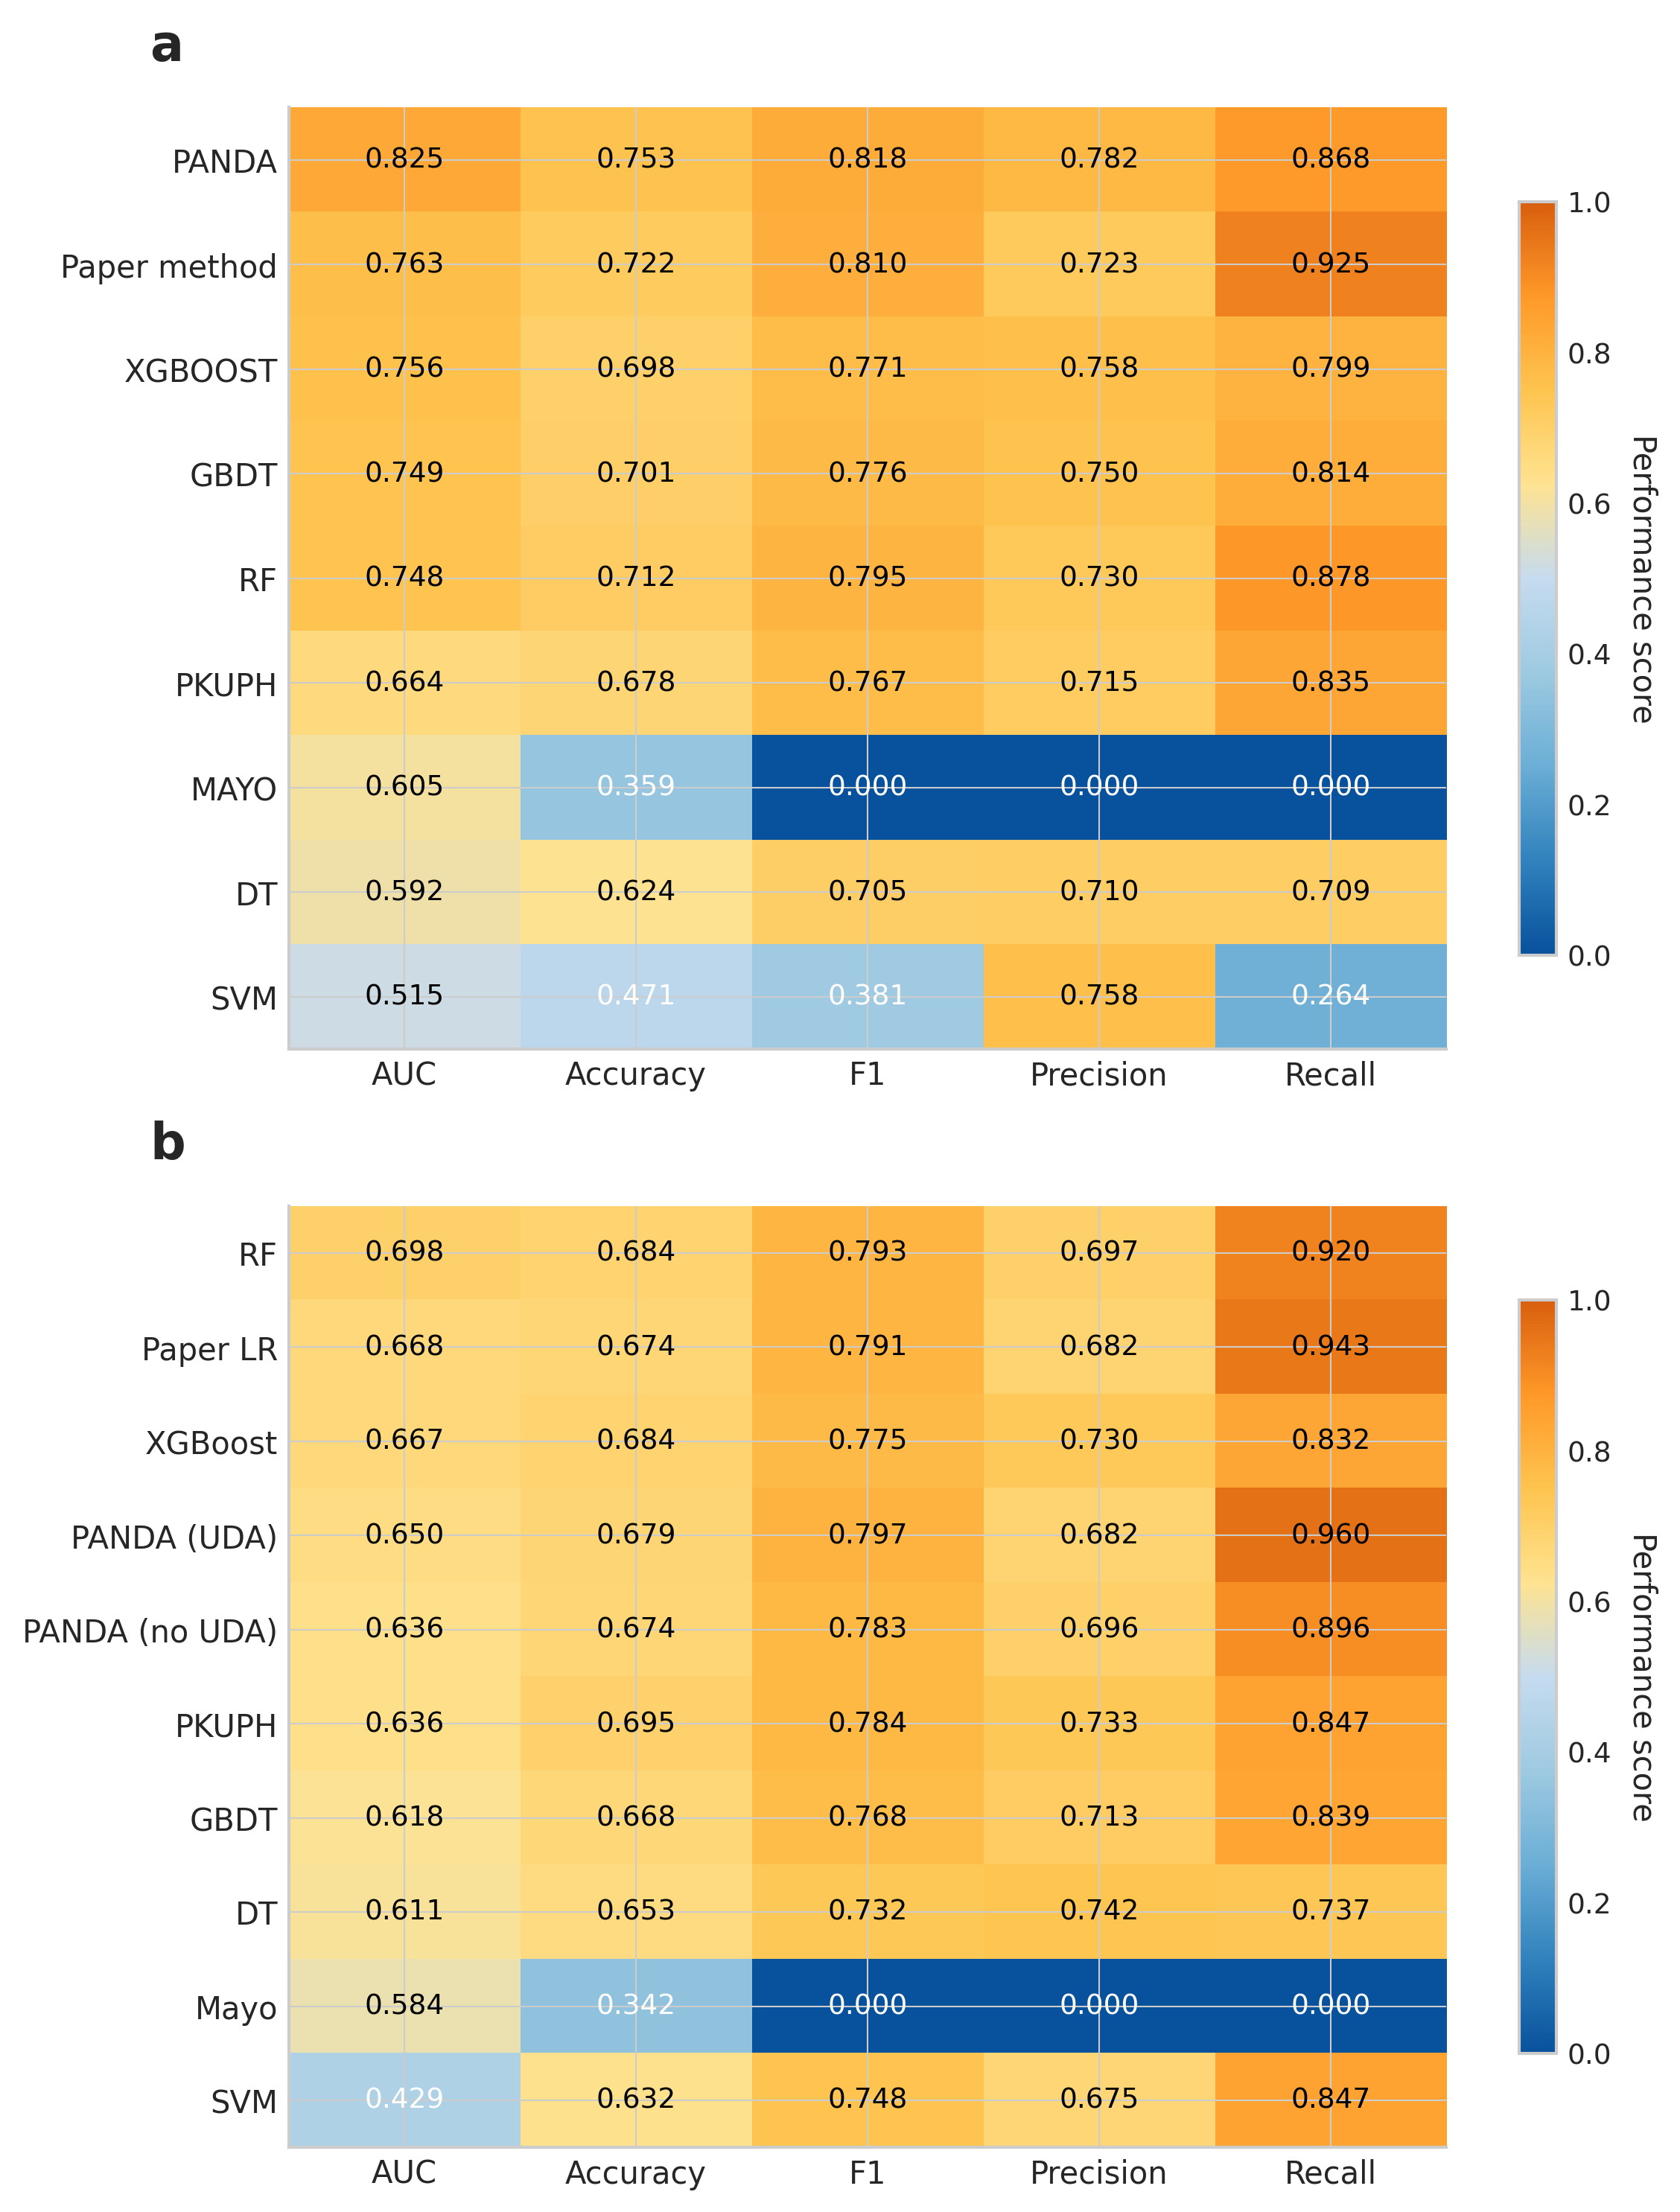 a
PANDA 0.825 0.753 0.818 0.782 0.868
Paper method 0.763 0.722 0.810 0.723 0.925
XGBOOST 0.756 0.698 0.771 0.758 0.799
GBDT 0.749 0.701 0.776 0.750 0.814
RF 0.748 0.712 0.795 0.730 0.878
PKUPH 0.664 0.678 0.767 0.715 0.835
MAYO 0.605 0.359 0.000 0.000 0.000
DT 0.592 0.624 0.705 0.710 0.709
SVM 0.515 0.471 0.381 0.758 0.264
AUC Accuracy F1 Precision Recall
1.0
0.8
0.6
0.4
0.2
0.0
Performance score
b
RF 0.698 0.684 0.793 0.697 0.920
Paper LR 0.668 0.674 0.791 0.682 0.943
XGBoost 0.667 0.684 0.775 0.730 0.832
PANDA (UDA) 0.650 0.679 0.797 0.682 0.960
PANDA (no UDA) 0.636 0.674 0.783 0.696 0.896
PKUPH 0.636 0.695 0.784 0.733 0.847
GBDT 0.618 0.668 0.768 0.713 0.839
DT 0.611 0.653 0.732 0.742 0.737
Mayo 0.584 0.342 0.000 0.000 0.000
SVM 0.429 0.632 0.748 0.675 0.847
AUC Accuracy F1 Precision Recall
1.0
0.8
0.6
0.4
0.2
0.0
Performance score